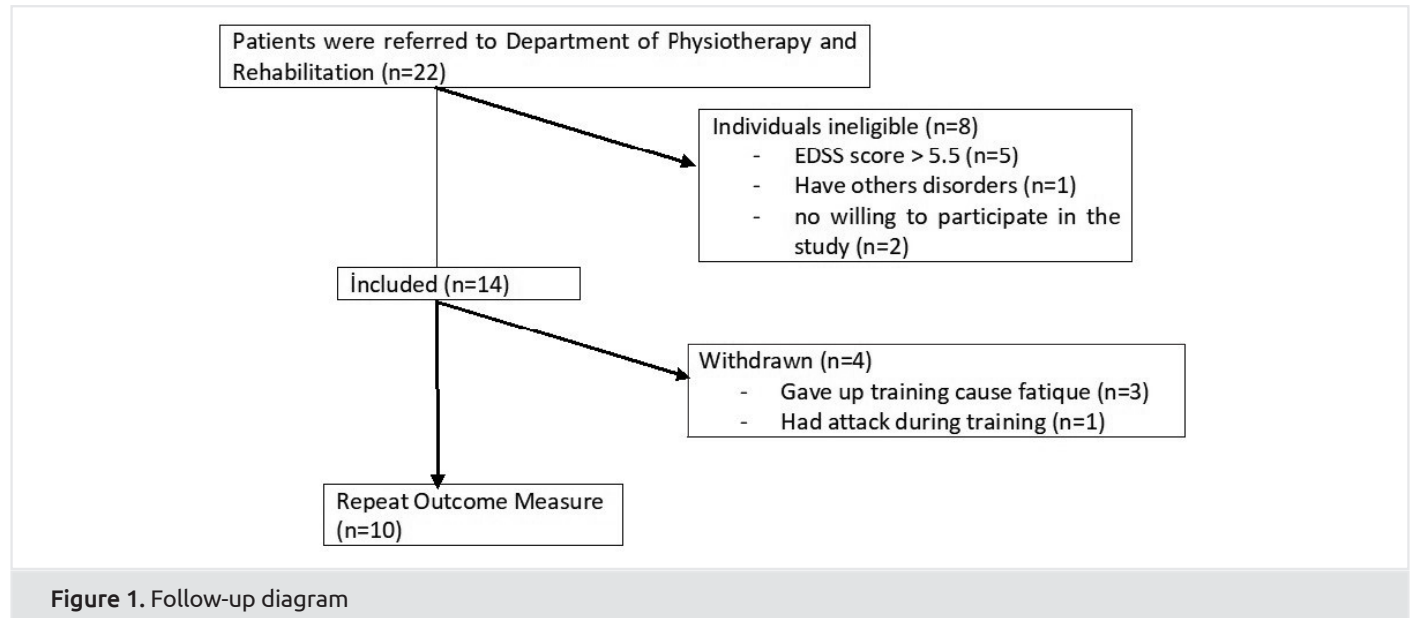 Patients were referred to Department of Physiotherapy and
Rehabilitation (n=22)
Individuals ineligible (n=8)
- EDSS score > 5.5 (n=5)
- Have others disorders (n=1)
- no willing to participate in the
study (n=2)
İncluded (n=14)
Withdrawn (n=4)
- Gave up training cause fatique (n=3)
- Had attack during training (n=1)
Repeat Outcome Measure
(n=10)
Figure 1. Follow-up diagram